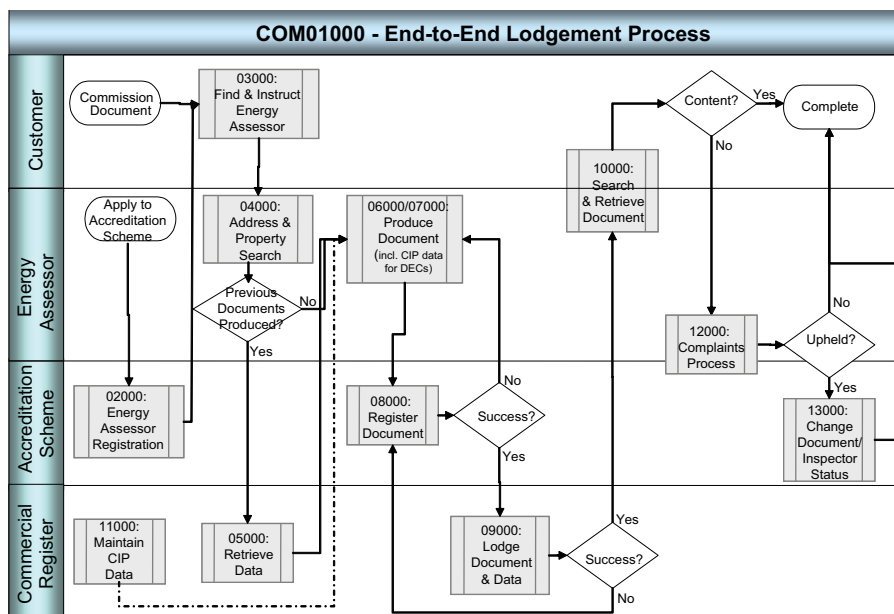 COM01000 - End-to-End Lodgement Process
Customer
Commission
Document
03000:
Find & Instruct
Energy
Assessor
Content?
Yes
No
Complete
10000:
Search
& Retrieve
Document
Energy
Assessor
Apply to
Accreditation
Scheme
04000:
Address &
Property
Search
Previous
Documents
Produced?
No
Yes
06000/07000:
Produce
Document
(incl. CIP data
for DECs)
12000:
Complaints
Process
Upheld?
No
Yes
Accreditation
Scheme
02000:
Energy
Assessor
Registration
08000:
Register
Document
Success?
No
Yes
13000:
Change
Document/
Inspector
Status
Commercial
Register
11000:
Maintain
CIP
Data
05000:
Retrieve
Data
09000:
Lodge
Document
& Data
Success?
Yes
No